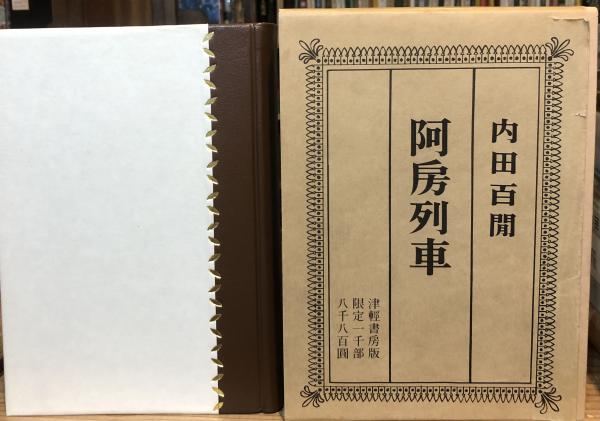 内田百閒
阿房列車
津輕書房版
限定一千部
八千八百圓